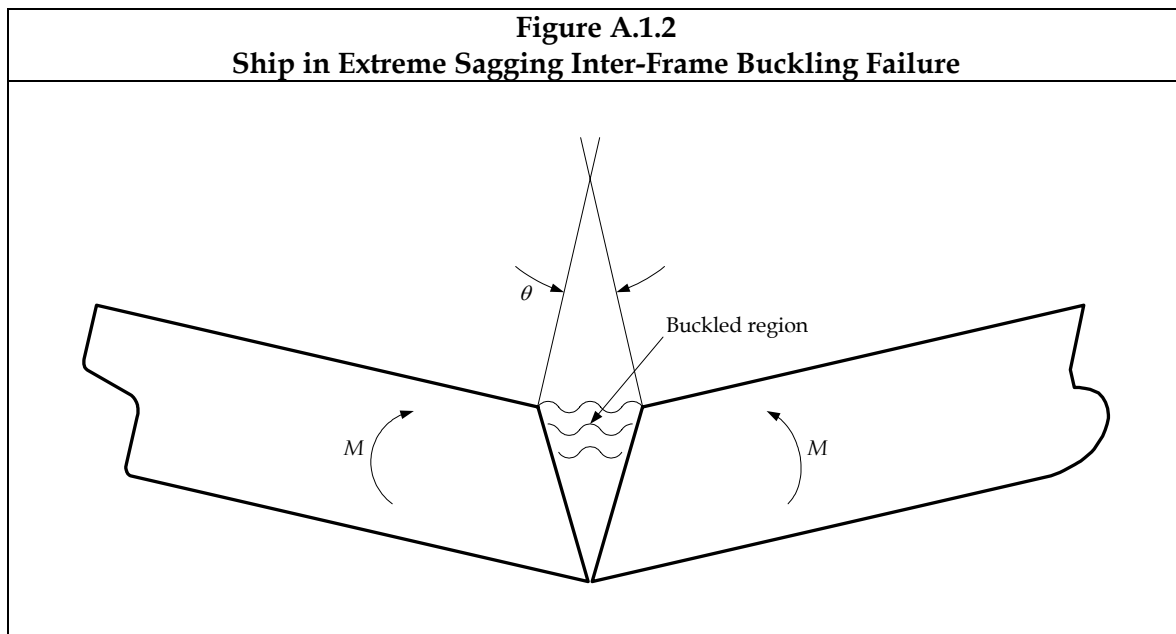 Figure A.1.2
Ship in Extreme Sagging Inter-Frame Buckling Failure
θ
Buckled region
M
M